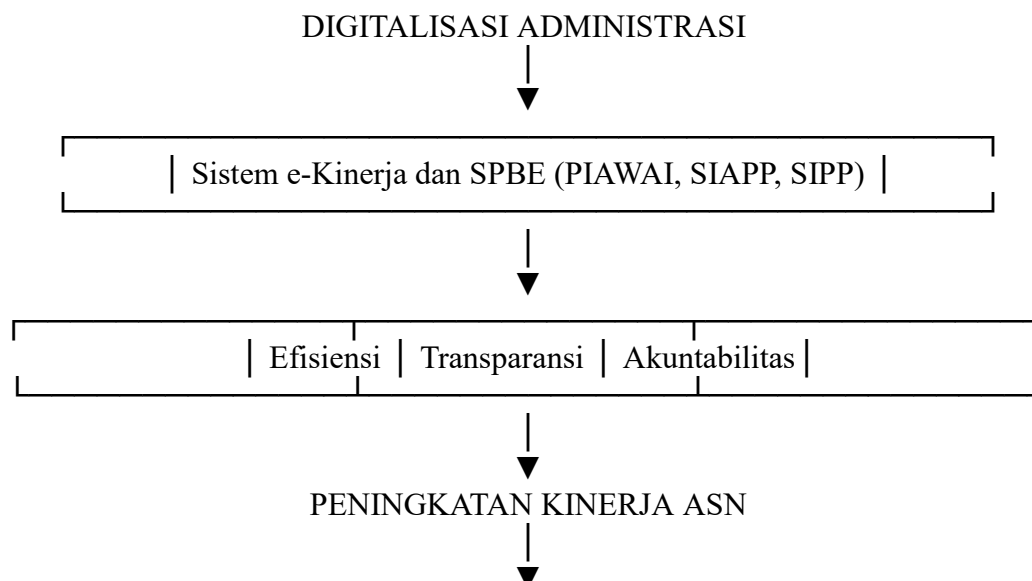 DIGITALISASI ADMINISTRASI
│ Sistem e-Kinerja dan SPBE (PIAWAI, SIAPP, SIPP) │
│ Efisiensi │ Transparansi │ Akuntabilitas│
PENINGKATAN KINERJA ASN